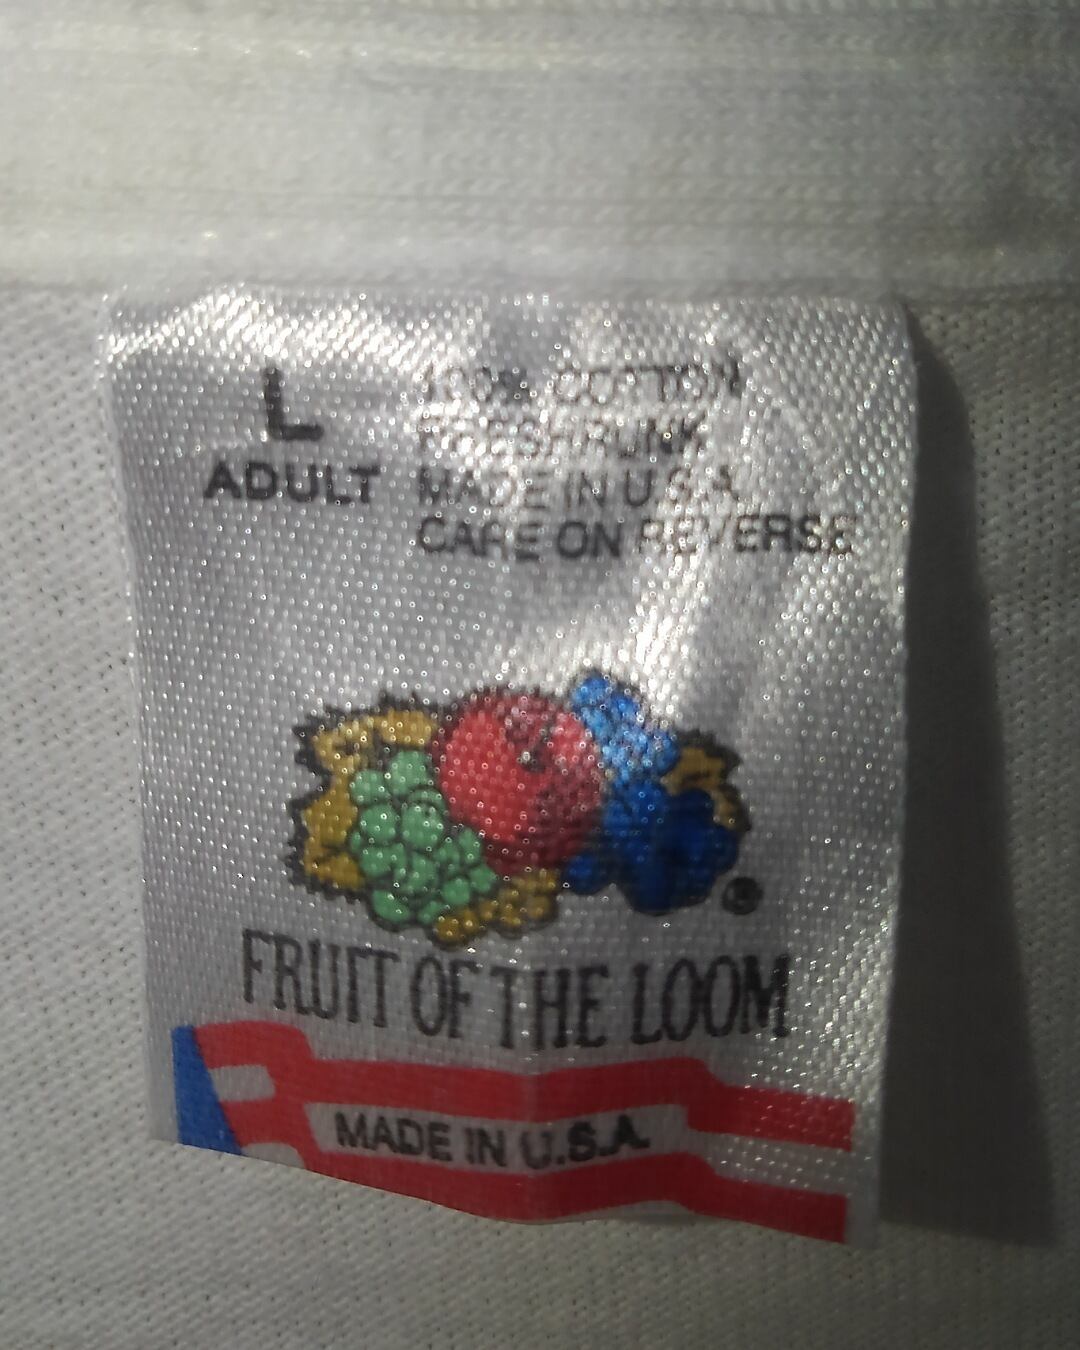 L
ADULT
100% COTTON
PRESHRUNK
MADE IN U.S.A.
CARE ON REVERSE
®
FRUIT OF THE LOOM
MADE IN U.S.A.